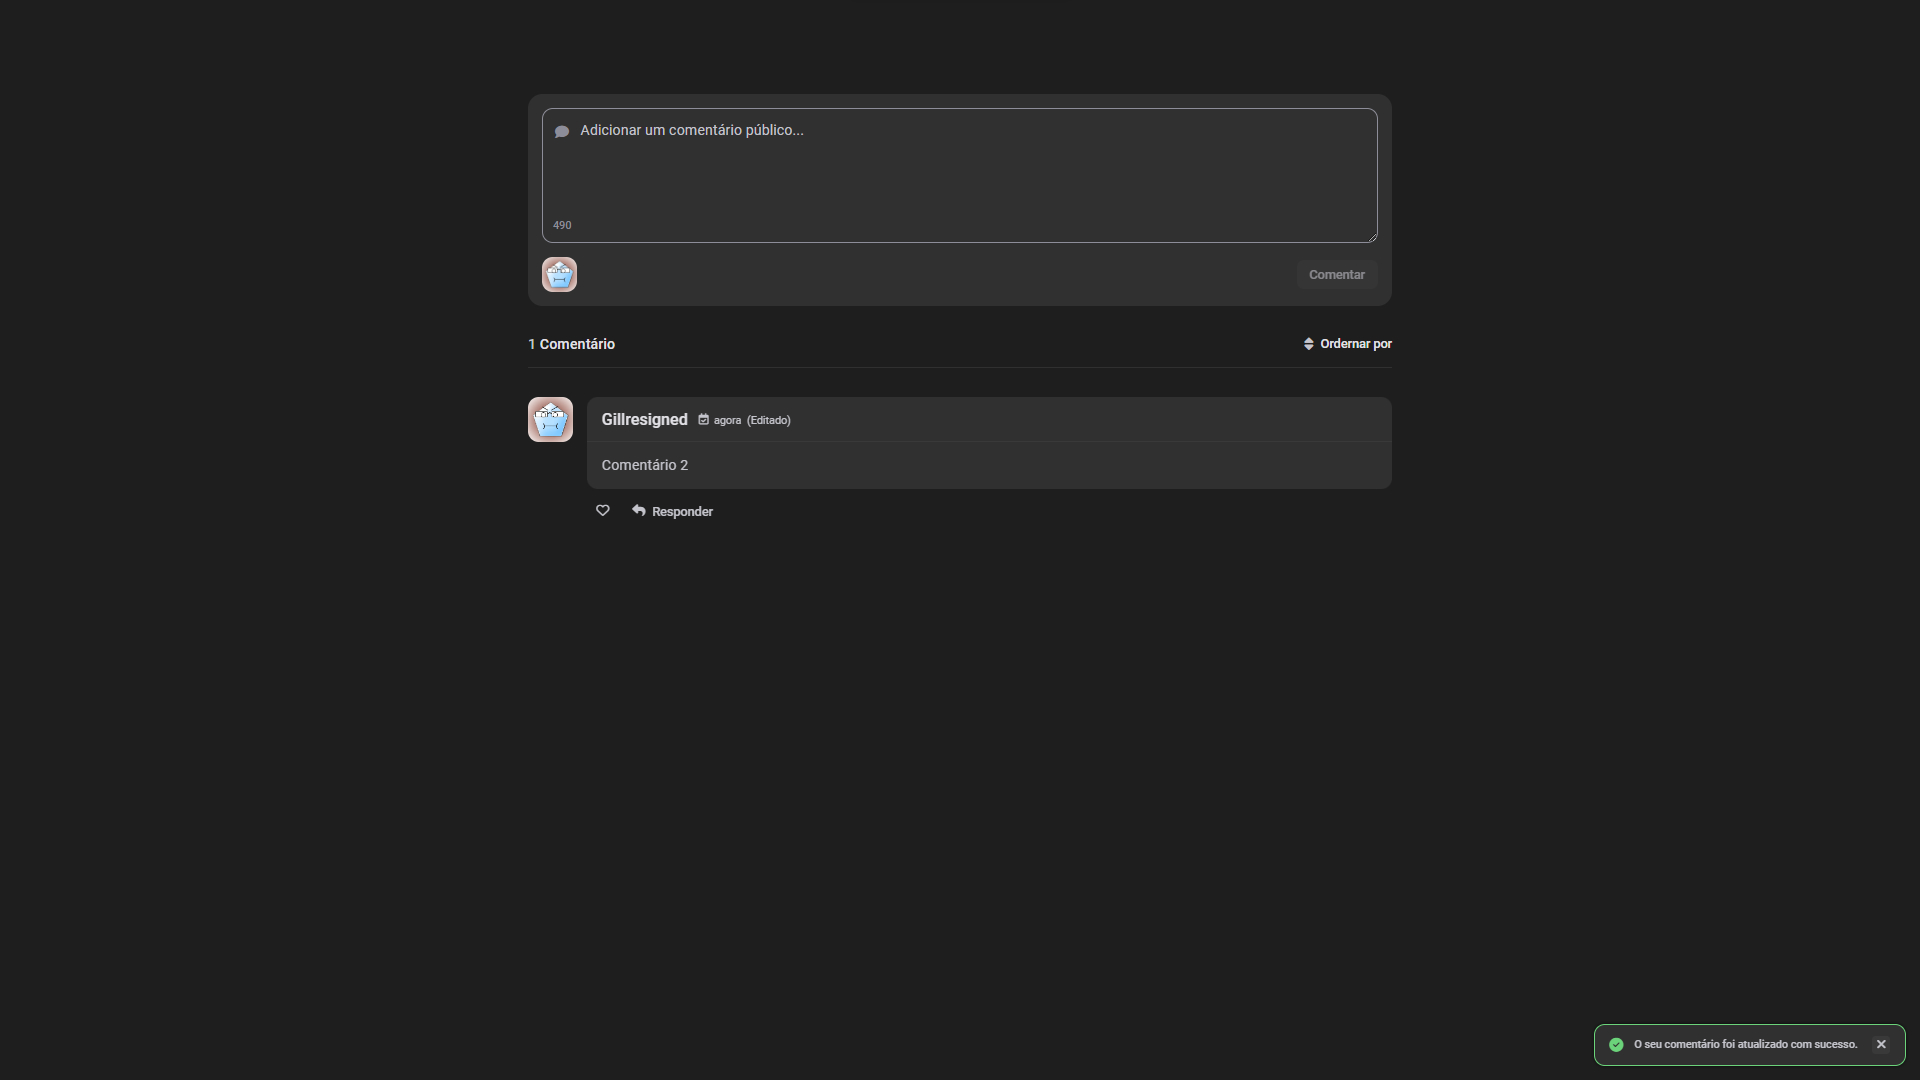 Adicionar um comentário público...
490
Comentar
1 Comentário
Ordernar por
Gillresigned agora (Editado)
Comentário 2
Responder
O seu comentário foi atualizado com sucesso.